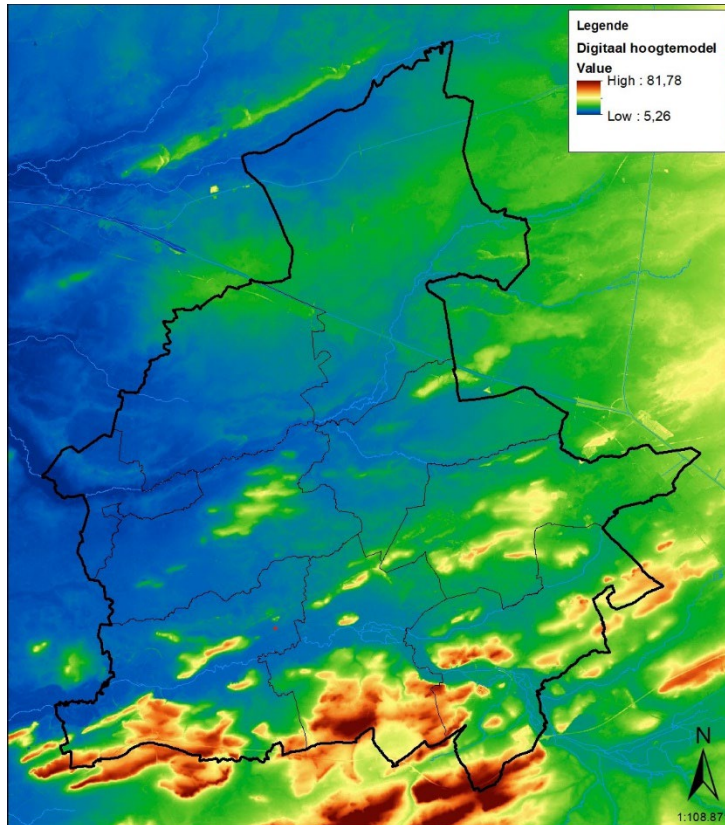 Legende
Digitaal hoogtemodel
Value
High : 81,78
Low : 5,26
N
1:108.87